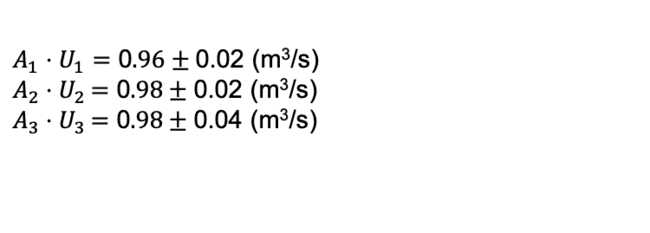 A₁ · U₁ = 0.96 ± 0.02 (m³/s)
A₂ · U₂ = 0.98 ± 0.02 (m³/s)
A₃ · U₃ = 0.98 ± 0.04 (m³/s)